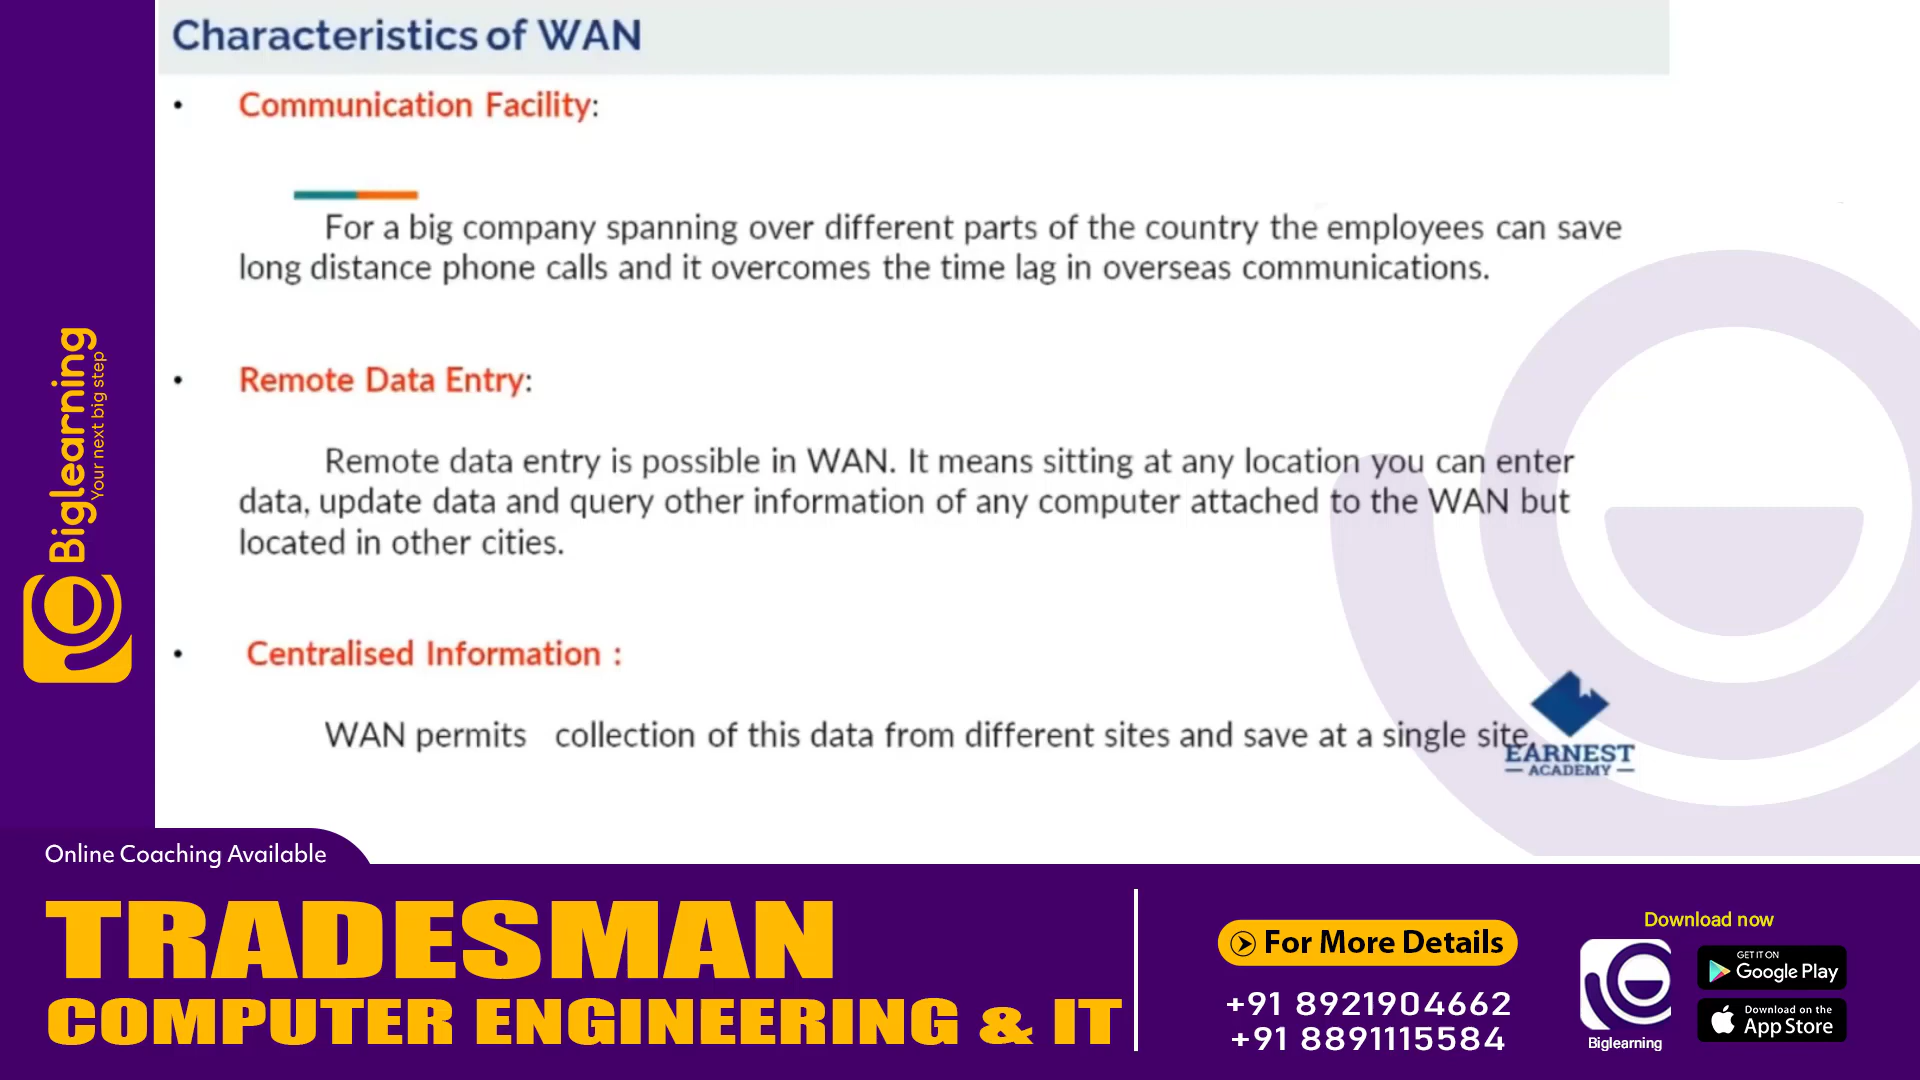 Characteristics of WAN
• Communication Facility:
For a big company spanning over different parts of the country the employees can save
long distance phone calls and it overcomes the time lag in overseas communications.
• Remote Data Entry:
Remote data entry is possible in WAN. It means sitting at any location you can enter
data, update data and query other information of any computer attached to the WAN but
located in other cities.
• Centralised Information :
WAN permits collection of this data from different sites and save at a single site
EARNEST
ACADEMY
Biglearning
Your next big step
Online Coaching Available
TRADESMAN
COMPUTER ENGINEERING & IT
For More Details
+91 8921904662
+91 8891115584
Download now
Biglearning
GET IT ON
Google Play
Download on the
App Store